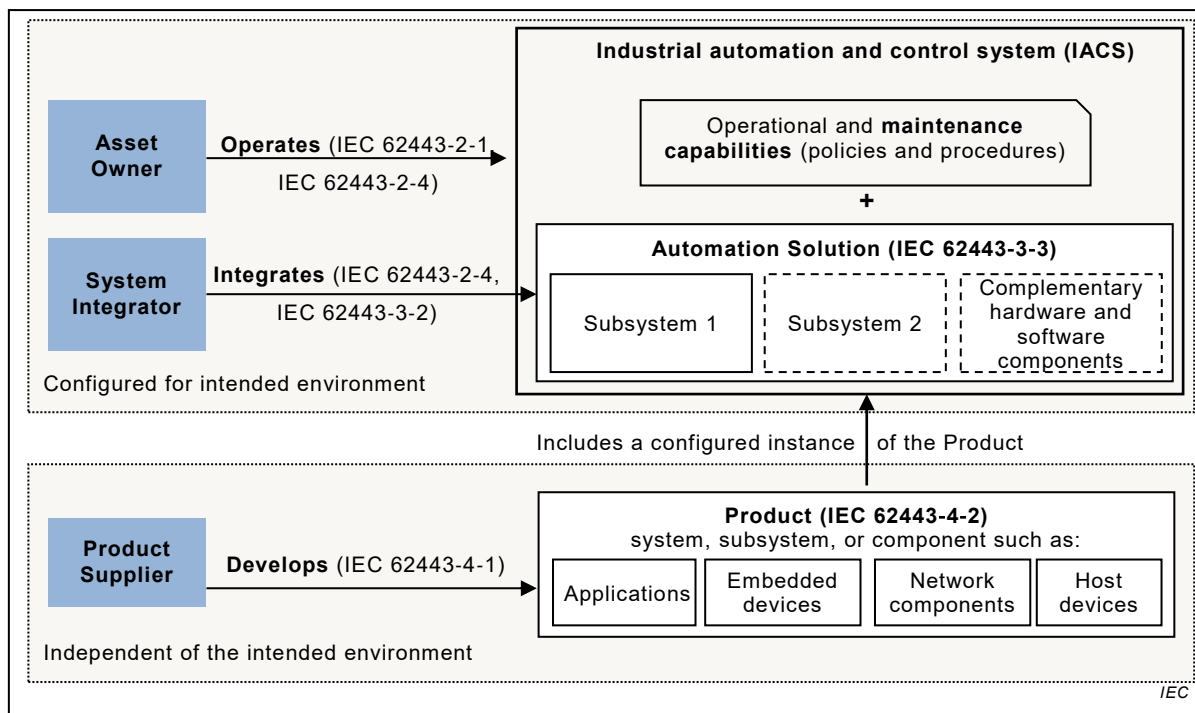 Industrial automation and control system (IACS)
Operational and maintenance
capabilities (policies and procedures)
+
Asset
Owner
Operates (IEC 62443-2-1,
IEC 62443-2-4)
Automation Solution (IEC 62443-3-3)
System
Integrator
Integrates (IEC 62443-2-4,
IEC 62443-3-2)
Subsystem 1
Subsystem 2
Complementary
hardware and
software
components
Configured for intended environment
Includes a configured instance of the Product
Product (IEC 62443-4-2)
system, subsystem, or component such as:
Product
Supplier
Develops (IEC 62443-4-1)
Applications
Embedded
devices
Network
components
Host
devices
Independent of the intended environment
IEC